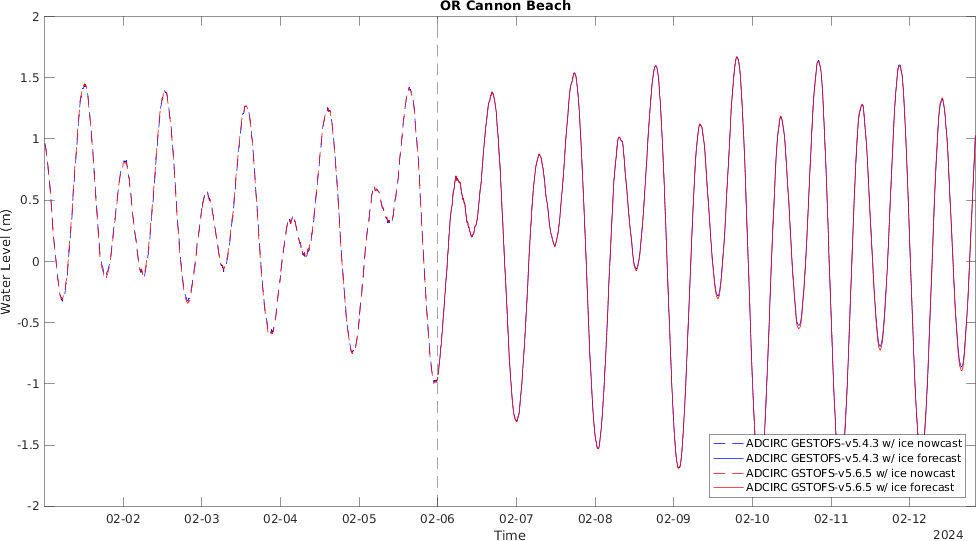 OR Cannon Beach
2
1.5
1
0.5
0
-0.5
-1
-1.5
-2
Water Level (m)
ADCIRC GESTOFS-v5.4.3 w/ ice nowcast
ADCIRC GESTOFS-v5.4.3 w/ ice forecast
ADCIRC GSTOFS-v5.6.5 w/ ice nowcast
ADCIRC GSTOFS-v5.6.5 w/ ice forecast
02-02 02-03 02-04 02-05 02-06 02-07 02-08 02-09 02-10 02-11 02-12
Time
2024